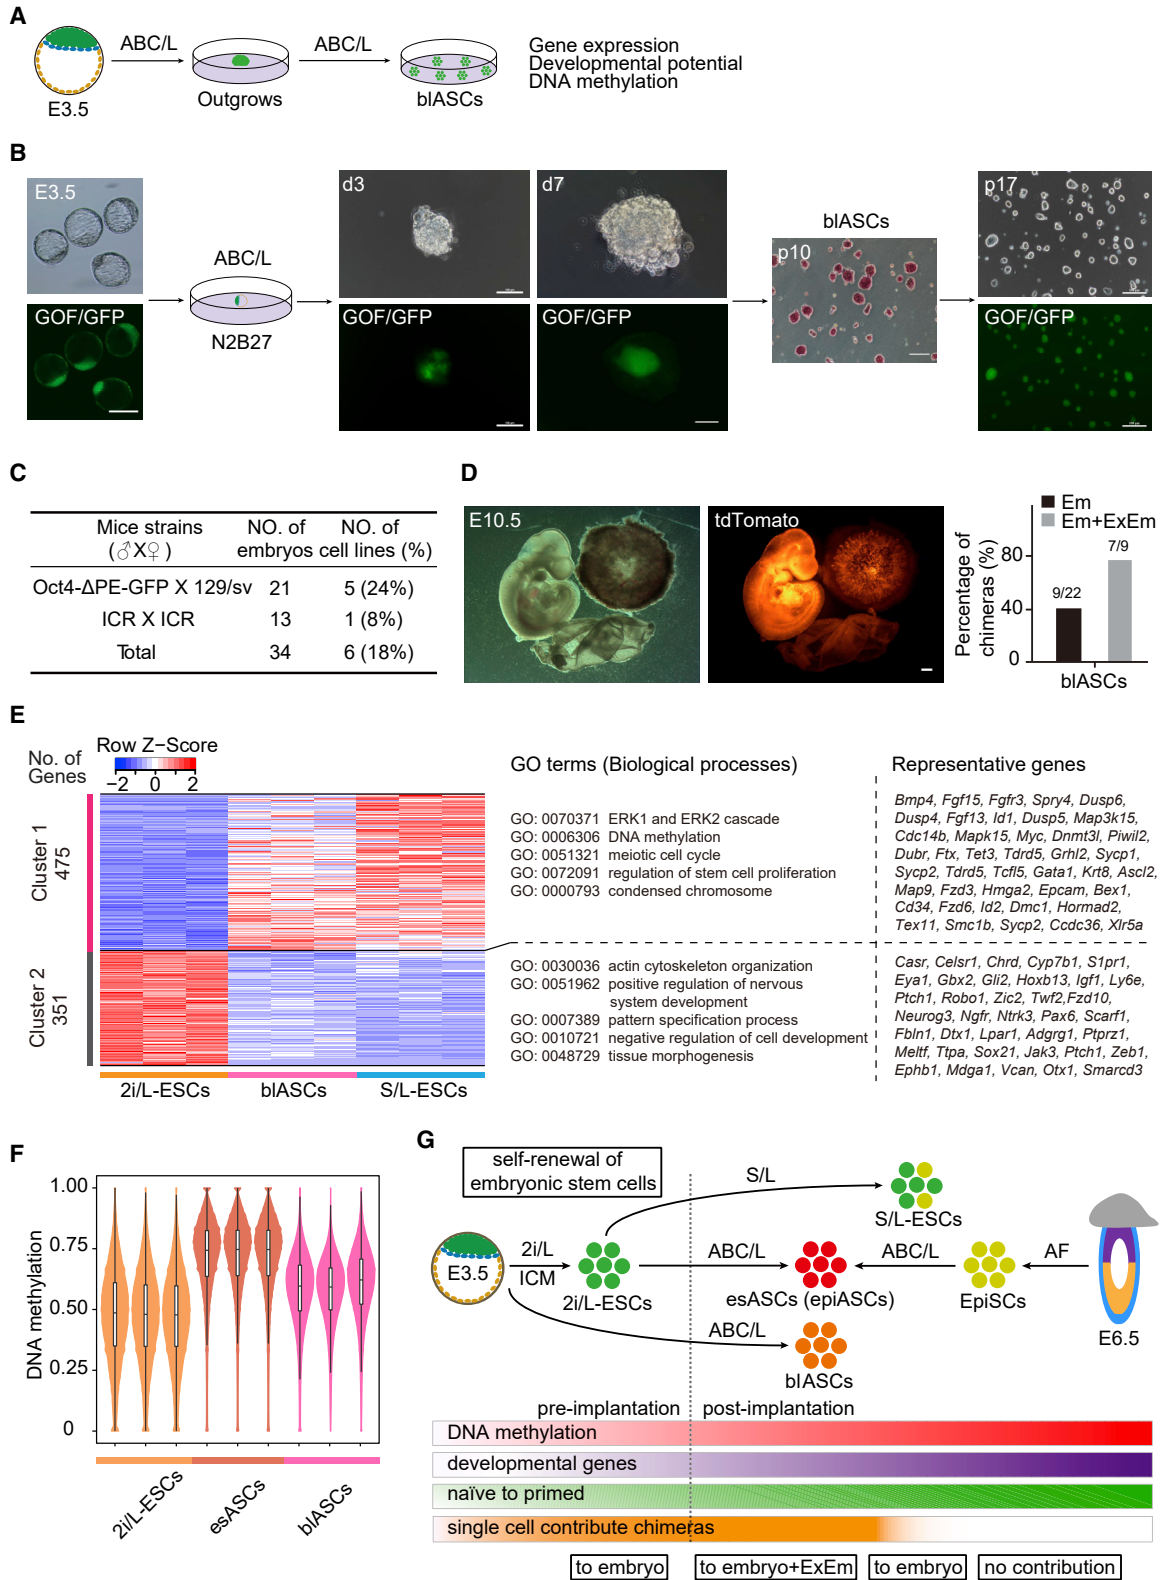 A
ABC/L
ABC/L
E3.5
Outgrows
blASCs
Gene expression
Developmental potential
DNA methylation
B
E3.5
GOF/GFP
ABC/L
N2B27
d3
GOF/GFP
d7
GOF/GFP
blASCs
p10
p17
GOF/GFP
C
Mice strains NO. of NO. of
(♂X♀) embryos cell lines (%)
Oct4-ΔPE-GFP X 129/sv 21 5 (24%)
ICR X ICR 13 1 (8%)
Total 34 6 (18%)
D
E10.5
tdTomato
Em
Em+ExEm
Percentage of
chimeras (%)
80
40
0
9/22
7/9
blASCs
E
No. of
Genes
Row Z−Score
−2 0 2
Cluster 1
475
Cluster 2
351
2i/L-ESCs
blASCs
S/L-ESCs
GO terms (Biological processes)
GO: 0070371 ERK1 and ERK2 cascade
GO: 0006306 DNA methylation
GO: 0051321 meiotic cell cycle
GO: 0072091 regulation of stem cell proliferation
GO: 0000793 condensed chromosome
GO: 0030036 actin cytoskeleton organization
GO: 0051962 positive regulation of nervous
system development
GO: 0007389 pattern specification process
GO: 0010721 negative regulation of cell development
GO: 0048729 tissue morphogenesis
Representative genes
Bmp4, Fgf15, Fgfr3, Spry4, Dusp6,
Dusp4, Fgf13, Id1, Dusp5, Map3k15,
Cdc14b, Mapk15, Myc, Dnmt3l, Piwil2,
Dubr, Ftx, Tet3, Tdrd5, Grhl2, Sycp1,
Sycp2, Tdrd5, Tcfl5, Gata1, Krt8, Ascl2,
Map9, Fzd3, Hmga2, Epcam, Bex1,
Cd34, Fzd6, Id2, Dmc1, Hormad2,
Tex11, Smc1b, Sycp2, Ccdc36, Xlr5a
Casr, Celsr1, Chrd, Cyp7b1, S1pr1,
Eya1, Gbx2, Gli2, Hoxb13, Igf1, Ly6e,
Ptch1, Robo1, Zic2, Twf2,Fzd10,
Neurog3, Ngfr, Ntrk3, Pax6, Scarf1,
Fbln1, Dtx1, Lpar1, Adgrg1, Ptprz1,
Meltf, Ttpa, Sox21, Jak3, Ptch1, Zeb1,
Ephb1, Mdga1, Vcan, Otx1, Smarcd3
F
DNA methylation
1.00
0.75
0.50
0.25
0
2i/L-ESCs
esASCs
blASCs
G
self-renewal of
embryonic stem cells
S/L
S/L-ESCs
E3.5
2i/L
ICM
2i/L-ESCs
ABC/L
esASCs (epiASCs)
ABC/L
EpiSCs
AF
E6.5
ABC/L
blASCs
pre-implantation
post-implantation
DNA methylation
developmental genes
naïve to primed
single cell contribute chimeras
to embryo
to embryo+ExEm
to embryo
no contribution